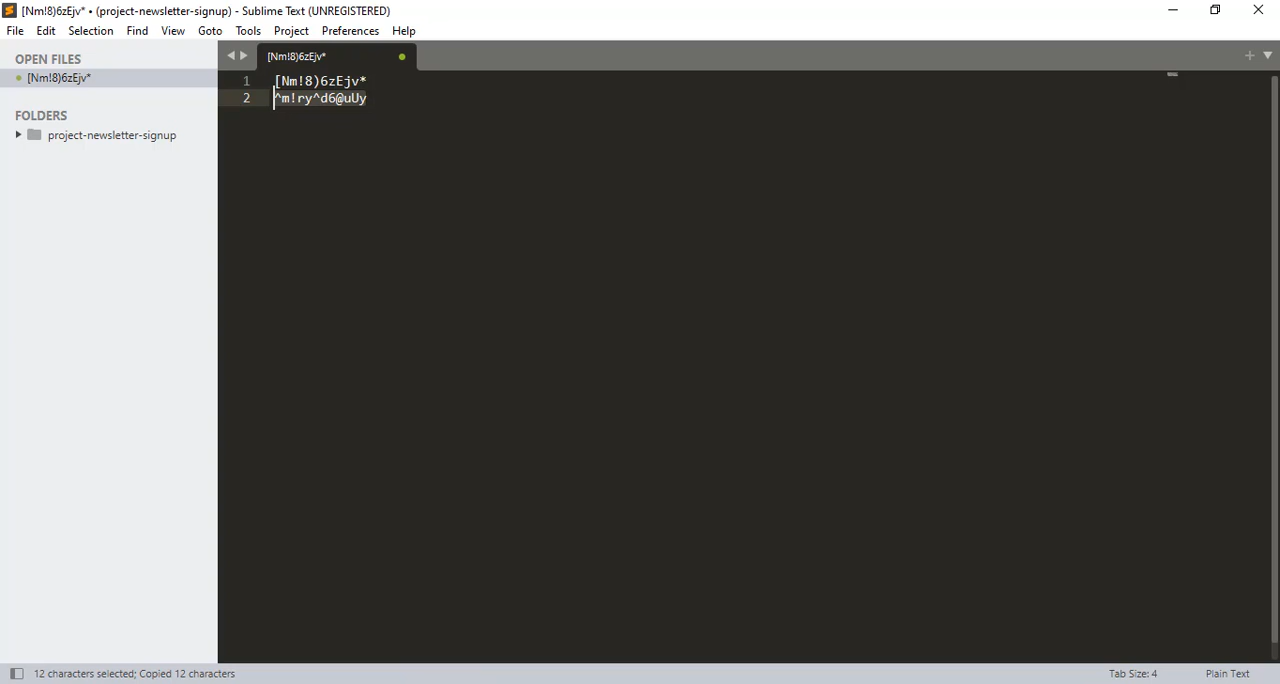 [Nm!8)6zEjv* • (project-newsletter-signup) - Sublime Text (UNREGISTERED)
File Edit Selection Find View Goto Tools Project Preferences Help
OPEN FILES
[Nm!8)6zEjv*
FOLDERS
project-newsletter-signup
[Nm!8)6zEjv*
1 [Nm!8)6zEjv*
2 ^m!ry^d6@uUy
12 characters selected; Copied 12 characters
Tab Size: 4
Plain Text